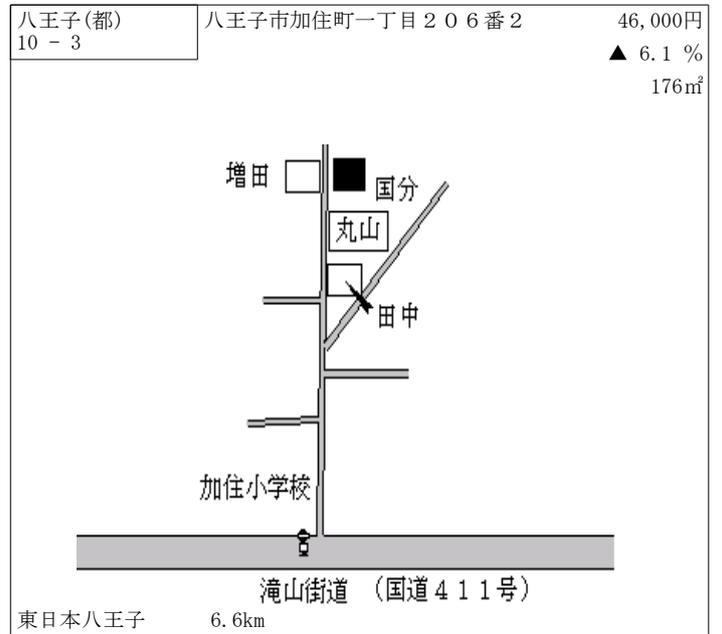 八王子(都) 八王子市加住町一丁目２０６番２ 46,000円
10 - 3 ▲ 6.1 %
176㎡
増田
国分
丸山
田中
加住小学校
滝山街道 （国道４１１号）
東日本八王子 6.6km